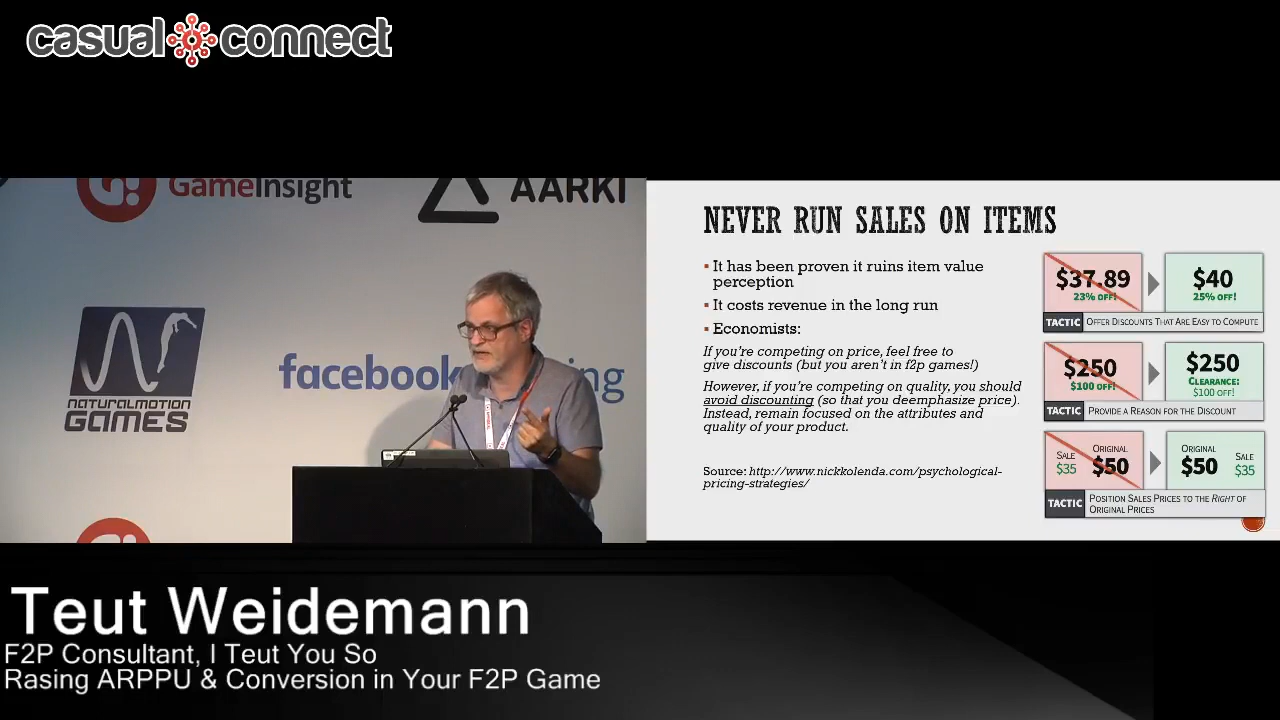 casual connect
GameInsight
AARKI
NATURALMOTION
GAMES
facebook
ng
NEVER RUN SALES ON ITEMS
▪ It has been proven it ruins item value
perception
▪ It costs revenue in the long run
▪ Economists:
If you're competing on price, feel free to
give discounts (but you aren't in f2p games!)
However, if you're competing on quality, you should
avoid discounting (so that you deemphasize price).
Instead, remain focused on the attributes and
quality of your product.
Source: http://www.nickkolenda.com/psychological-
pricing-strategies/
$37.89
23% OFF!
$40
25% OFF!
TACTIC OFFER DISCOUNTS THAT ARE EASY TO COMPUTE
$250
$100 OFF!
$250
CLEARANCE:
$100 OFF!
TACTIC PROVIDE A REASON FOR THE DISCOUNT
SALE
$35
ORIGINAL
$50
ORIGINAL
$50
SALE
$35
TACTIC POSITION SALES PRICES TO THE RIGHT OF
ORIGINAL PRICES
Teut Weidemann
F2P Consultant, I Teut You So
Rasing ARPPU & Conversion in Your F2P Game